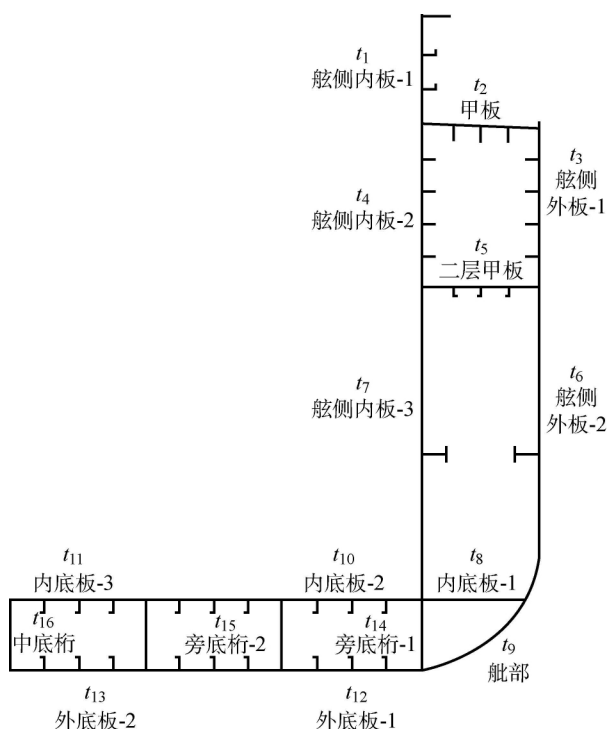 t₁
舷侧内板-1
t₂
甲板
t₃
舷侧
外板-1
t₄
舷侧内板-2
t₅
二层甲板
t₆
舷侧
外板-2
t₇
舷侧内板-3
t₁₁
内底板-3
t₁₀
内底板-2
t₈
内底板-1
t₁₆
中底桁
t₁₅
旁底桁-2
t₁₄
旁底桁-1
t₉
舭部
t₁₃
外底板-2
t₁₂
外底板-1